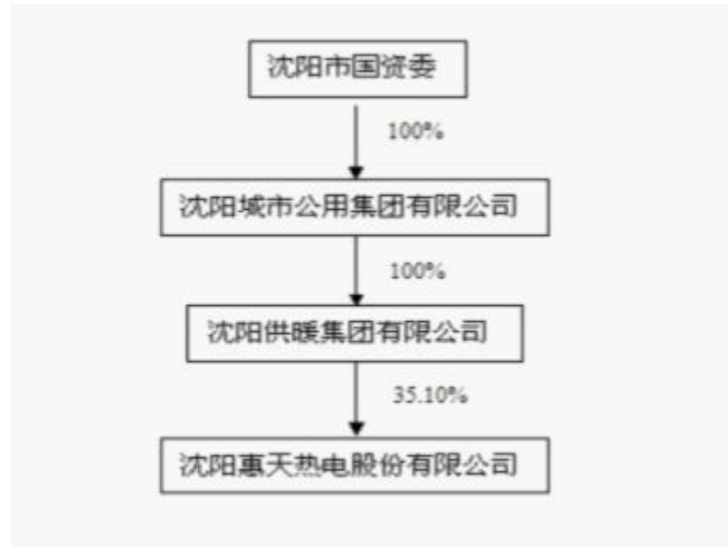 沈阳市国资委
100%
沈阳城市公用集团有限公司
100%
沈阳供暖集团有限公司
35.10%
沈阳惠天热电股份有限公司